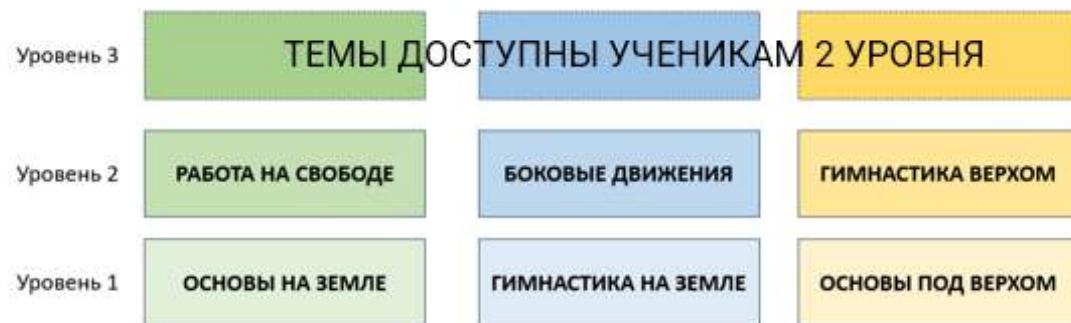 Уровень 3
ТЕМЫ ДОСТУПНЫ УЧЕНИКАМ 2 УРОВНЯ
Уровень 2
РАБОТА НА СВОБОДЕ
БОКОВЫЕ ДВИЖЕНИЯ
ГИМНАСТИКА ВЕРХОМ
Уровень 1
ОСНОВЫ НА ЗЕМЛЕ
ГИМНАСТИКА НА ЗЕМЛЕ
ОСНОВЫ ПОД ВЕРХОМ